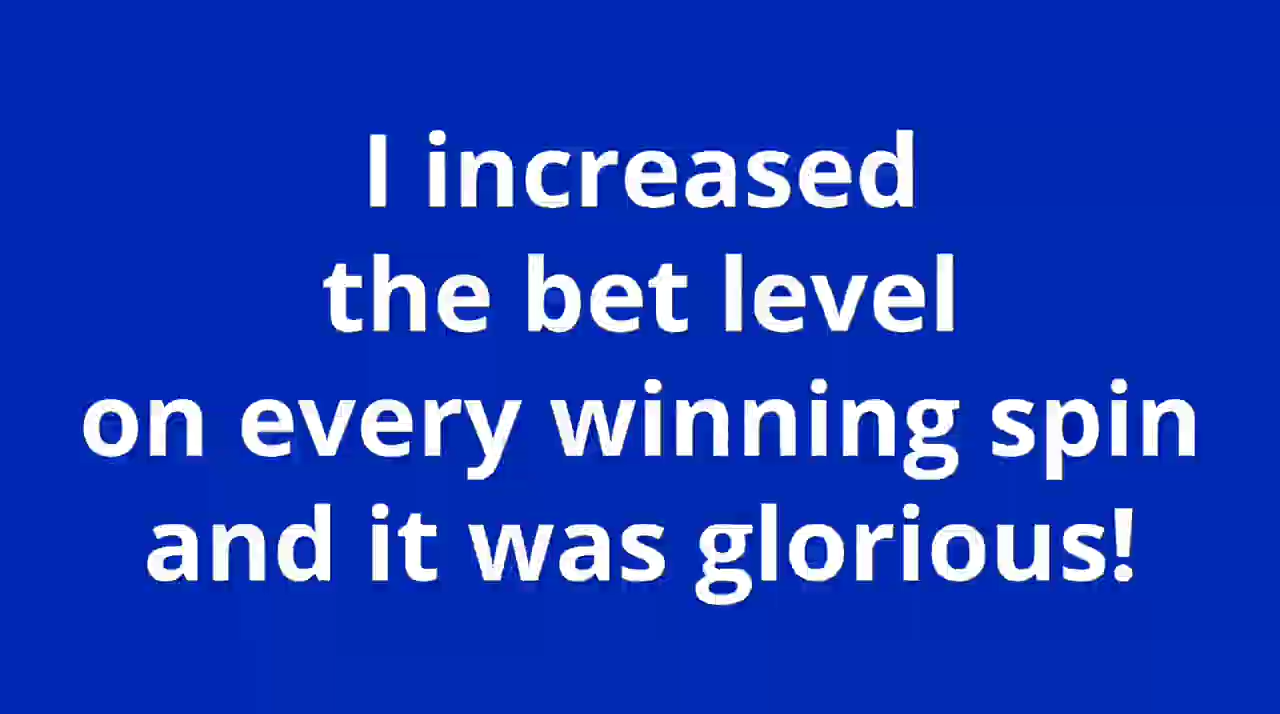 I increased
the bet level
on every winning spin
and it was glorious!